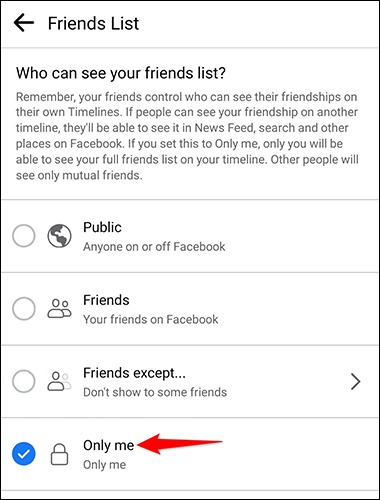 Friends List
Who can see your friends list?
Remember, your friends control who can see their friendships on
their own Timelines. If people can see your friendship on another
timeline, they'll be able to see it in News Feed, search and other
places on Facebook. If you set this to Only me, only you will be
able to see your full friends list on your timeline. Other people will
see only mutual friends.
Public
Anyone on or off Facebook
Friends
Your friends on Facebook
Friends except...
Don't show to some friends
Only me
Only me